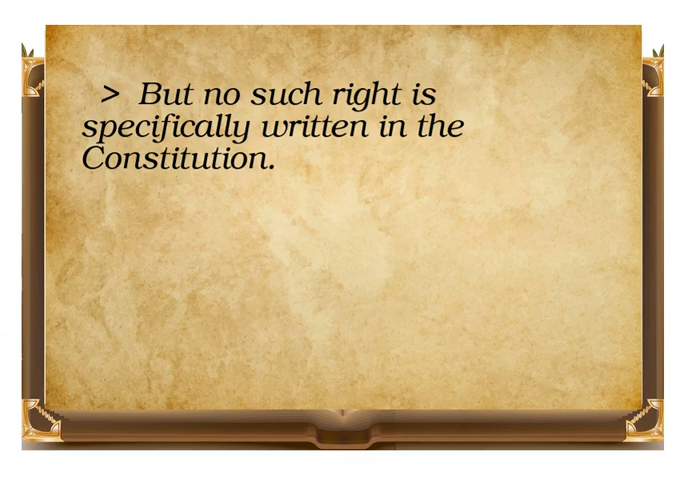 > But no such right is
specifically written in the
Constitution.